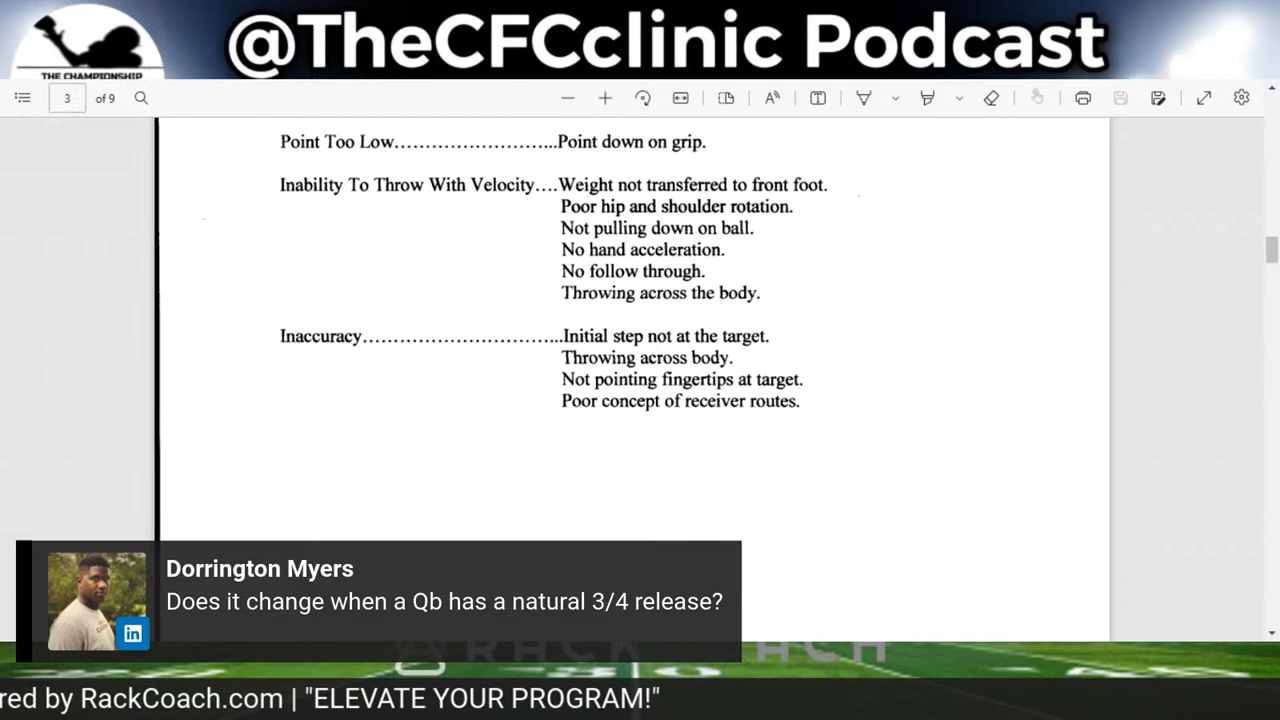 @TheCFCclinic Podcast
THE CHAMPIONSHIP
3 of 9
Point Too Low.........................Point down on grip.
Inability To Throw With Velocity....Weight not transferred to front foot.
Poor hip and shoulder rotation.
Not pulling down on ball.
No hand acceleration.
No follow through.
Throwing across the body.
Inaccuracy.................................Initial step not at the target.
Throwing across body.
Not pointing fingertips at target.
Poor concept of receiver routes.
Dorrington Myers
Does it change when a Qb has a natural 3/4 release?
in
red by RackCoach.com | "ELEVATE YOUR PROGRAM!"